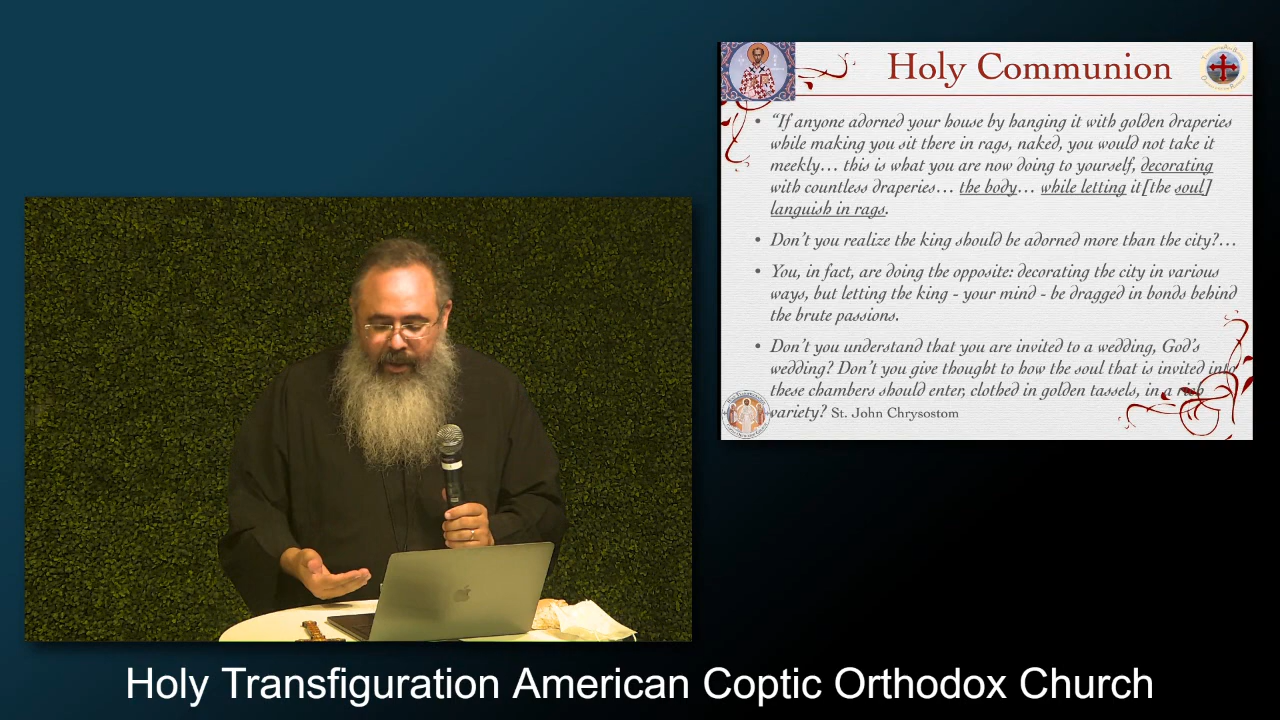 Holy Communion
• “If anyone adorned your house by hanging it with golden draperies
while making you sit there in rags, naked, you would not take it
meekly… this is what you are now doing to yourself, decorating
with countless draperies… the body… while letting it[the soul]
languish in rags.
• Don’t you realize the king should be adorned more than the city?…
• You, in fact, are doing the opposite: decorating the city in various
ways, but letting the king - your mind - be dragged in bonds behind
the brute passions.
• Don’t you understand that you are invited to a wedding, God’s
wedding? Don’t you give thought to how the soul that is invited into
these chambers should enter, clothed in golden tassels, in a rich
variety? St. John Chrysostom
Holy Transfiguration American Coptic Orthodox Church